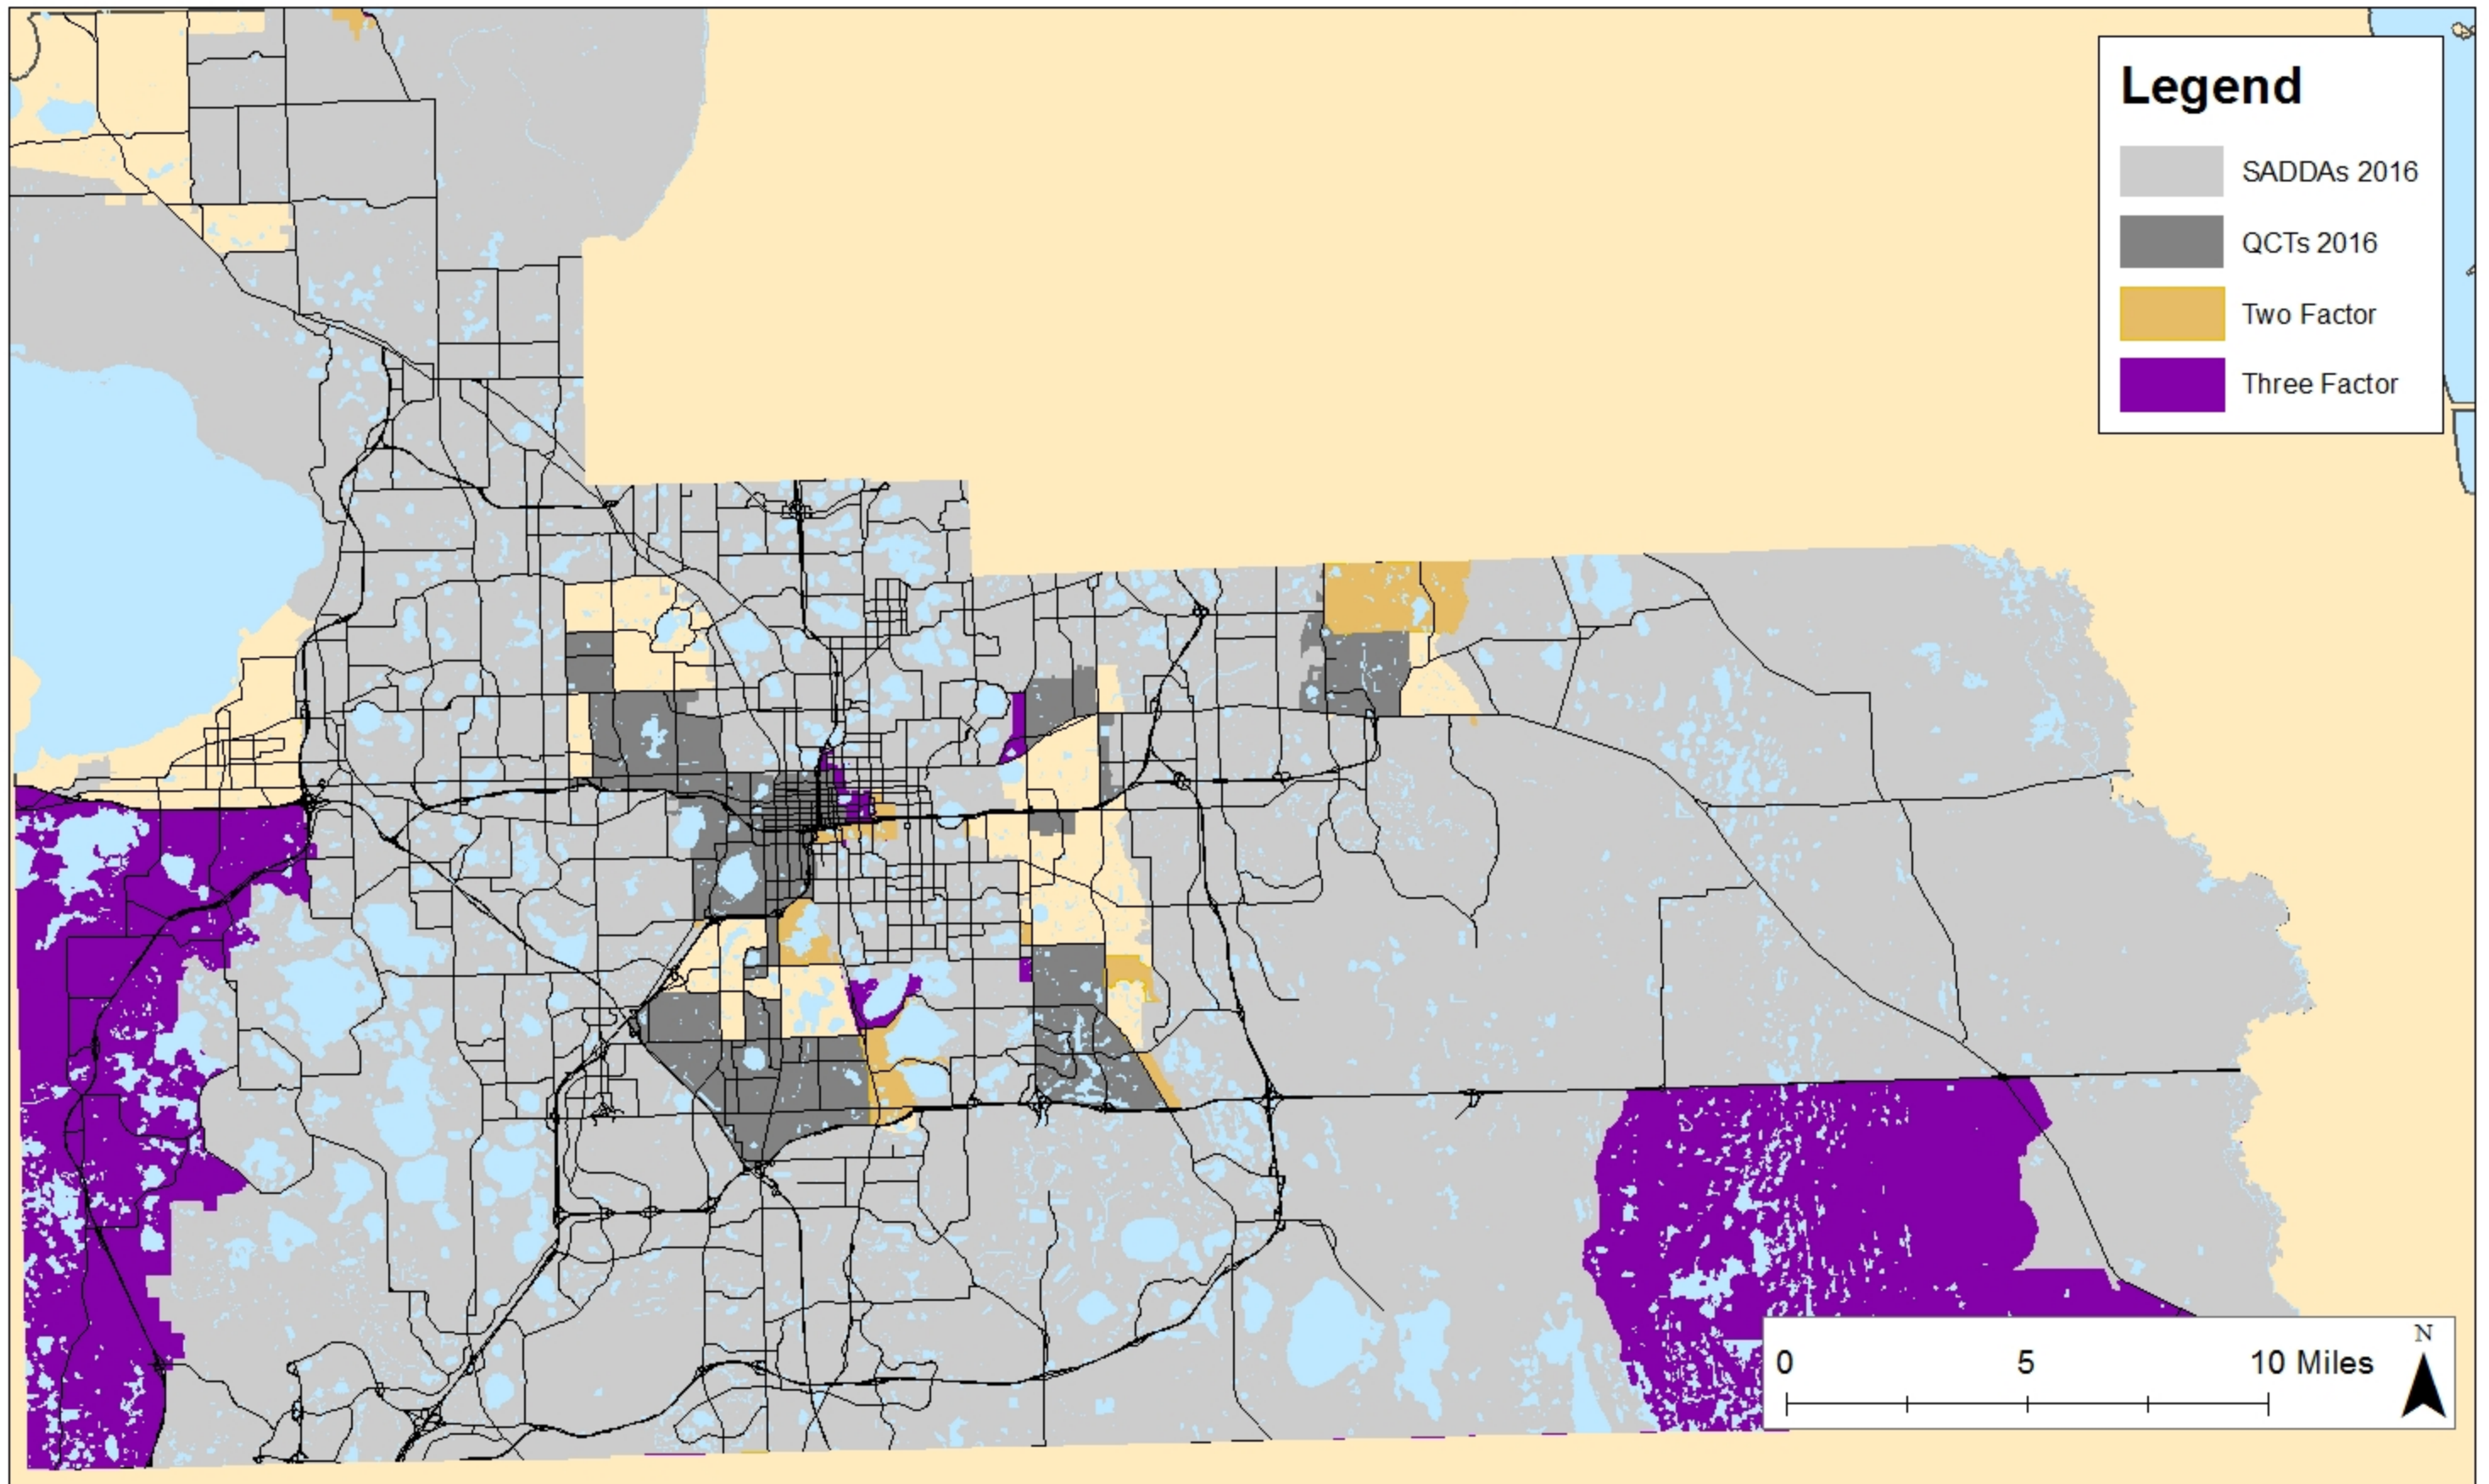 Legend
SADDAs 2016
QCTs 2016
Two Factor
Three Factor
N
0 5 10 Miles